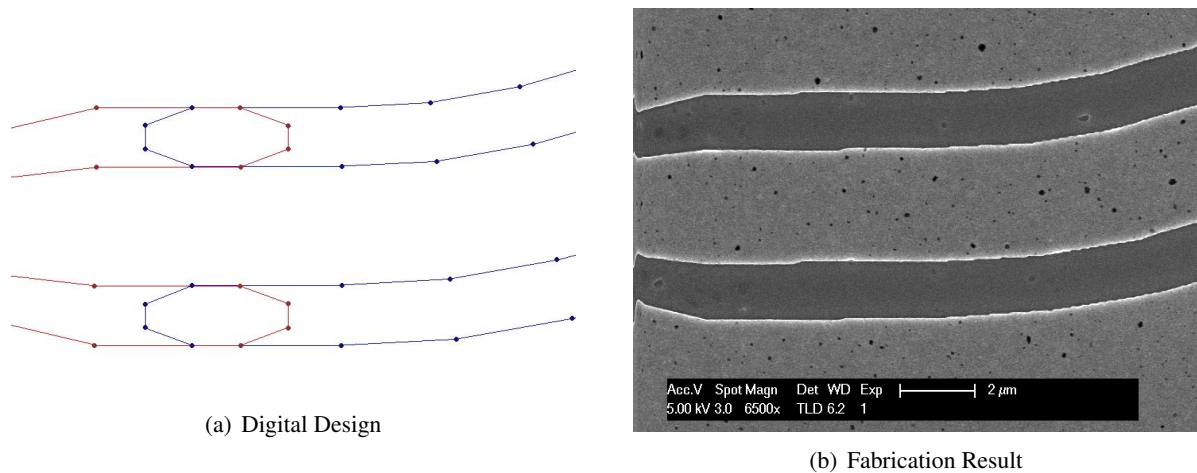 Acc.V Spot Magn Det WD Exp 2 µm
5.00 kV 3.0 6500x TLD 6.2 1
(a) Digital Design
(b) Fabrication Result